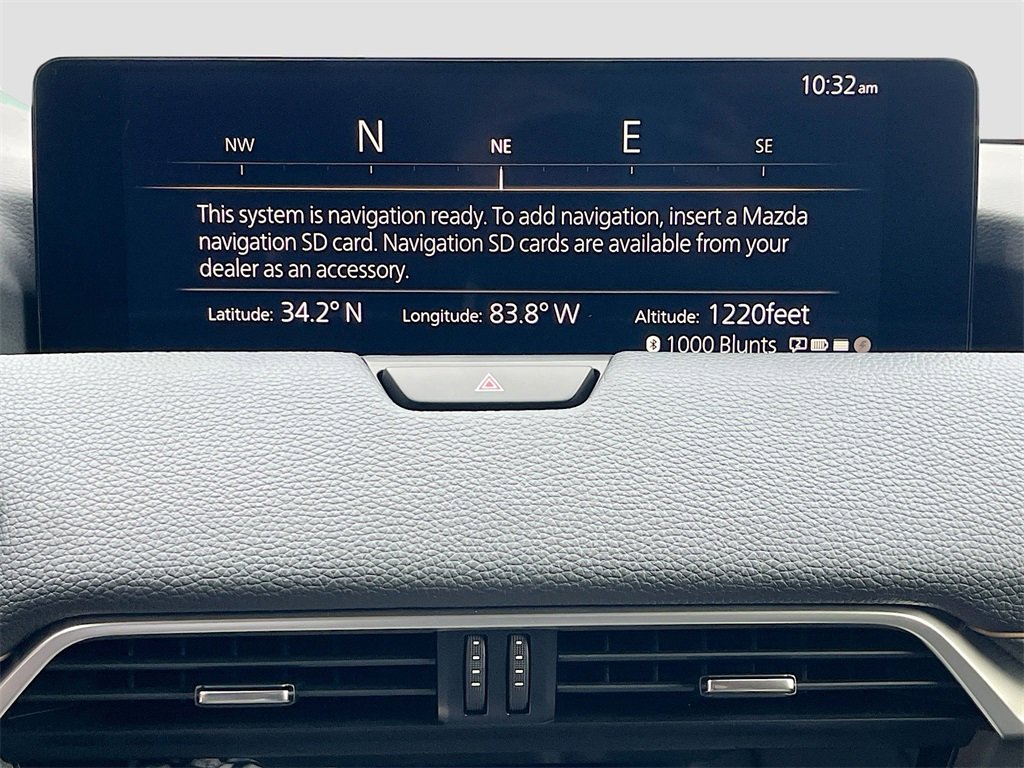 10:32am
NW N NE E SE
This system is navigation ready. To add navigation, insert a Mazda
navigation SD card. Navigation SD cards are available from your
dealer as an accessory.
Latitude: 34.2° N Longitude: 83.8° W Altitude: 1220feet
1000 Blunts